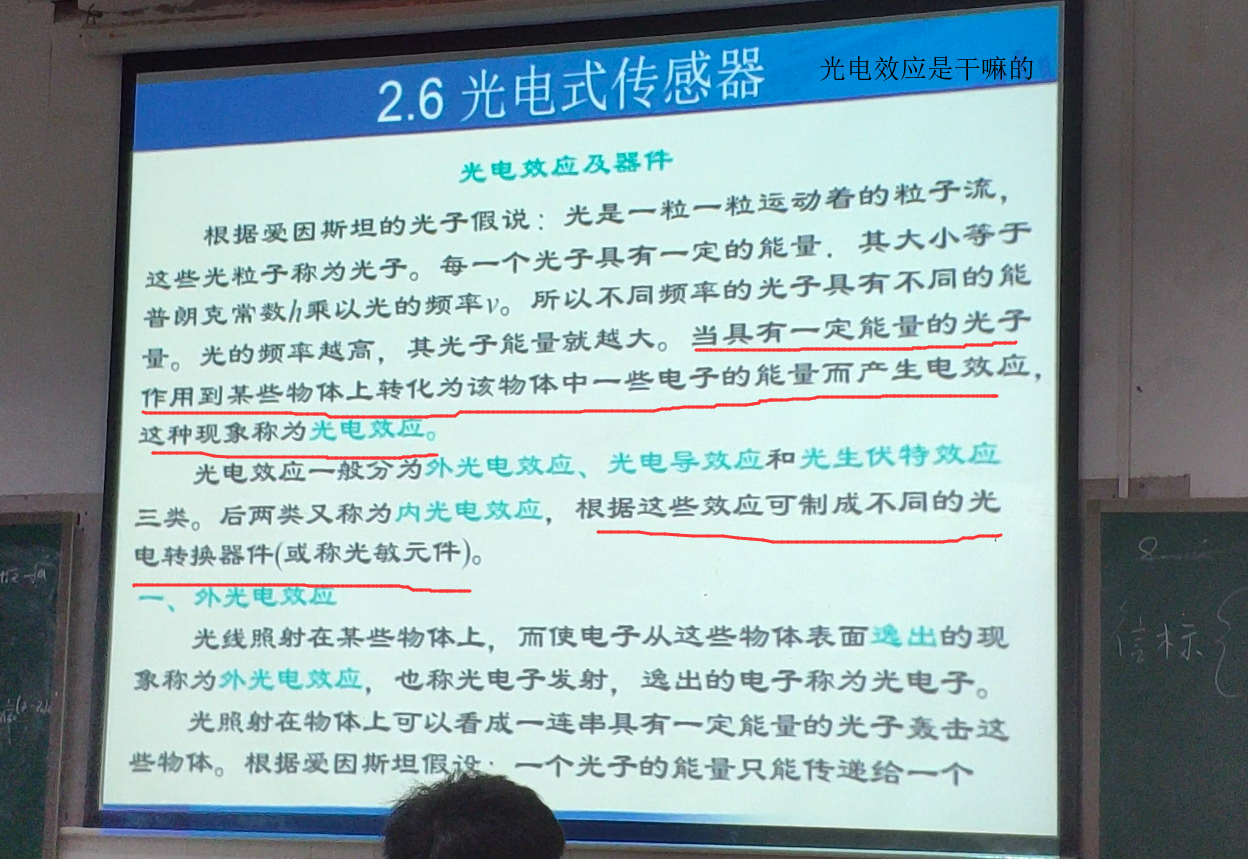 2.6 光电式传感器
光电效应是干嘛的
光电效应及器件
根据爱因斯坦的光子假说：光是一粒一粒运动着的粒子流，
这些光粒子称为光子。每一个光子具有一定的能量．其大小等于
普朗克常数h乘以光的频率ν。所以不同频率的光子具有不同的能
量。光的频率越高，其光子能量就越大。当具有一定能量的光子
作用到某些物体上转化为该物体中一些电子的能量而产生电效应，
这种现象称为光电效应。
光电效应一般分为外光电效应、光电导效应和光生伏特效应
三类。后两类又称为内光电效应，根据这些效应可制成不同的光
电转换器件(或称光敏元件)。
一、外光电效应
光线照射在某些物体上，而使电子从这些物体表面逸出的现
象称为外光电效应，也称光电子发射，逸出的电子称为光电子。
光照射在物体上可以看成一连串具有一定能量的光子轰击这
些物体。根据爱因斯坦假设：一个光子的能量只能传递给一个
信标